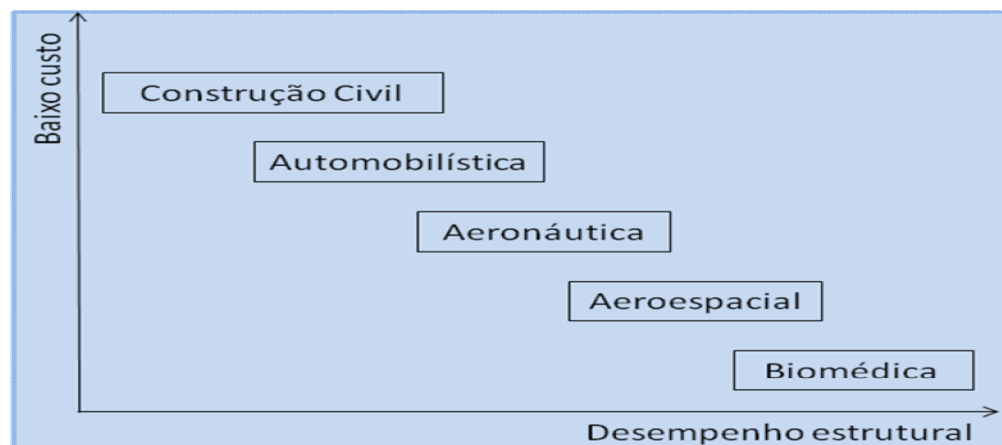 Baixo custo
Construção Civil
Automobilística
Aeronáutica
Aeroespacial
Biomédica
Desempenho estrutural